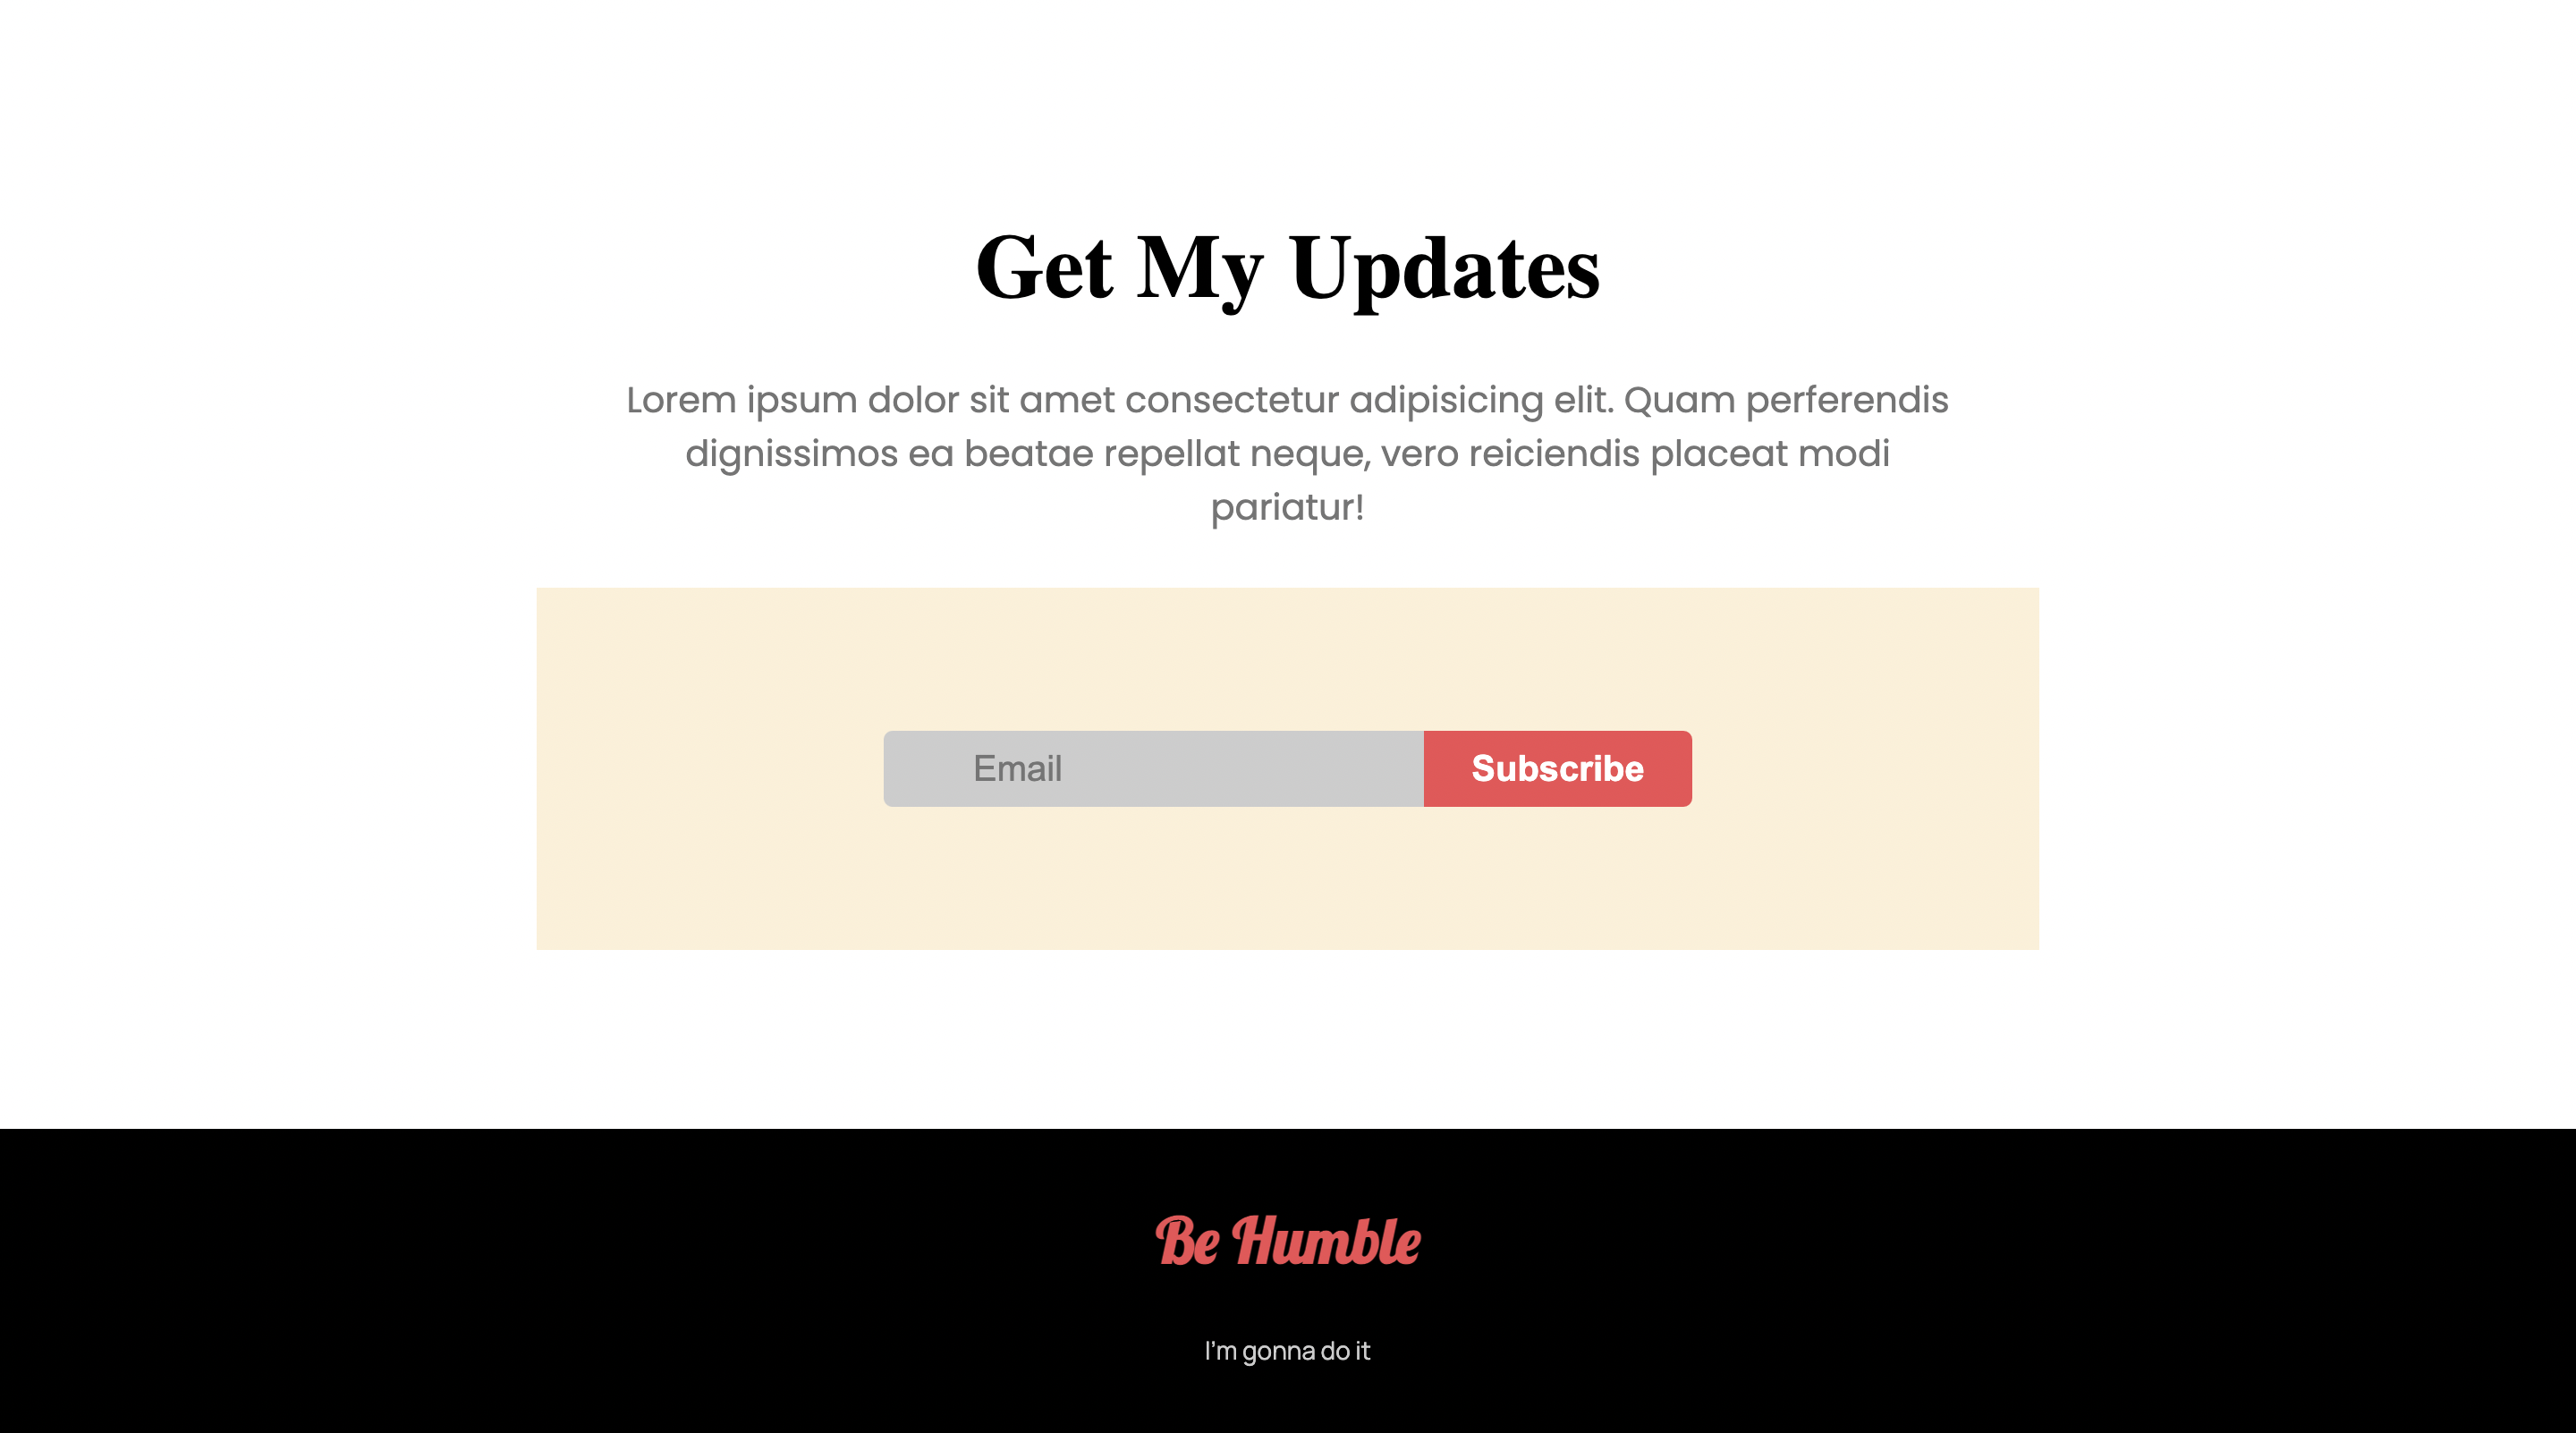 Get My Updates
Lorem ipsum dolor sit amet consectetur adipisicing elit. Quam perferendis
dignissimos ea beatae repellat neque, vero reiciendis placeat modi
pariatur!
Email
Subscribe
Be Humble
I'm gonna do it